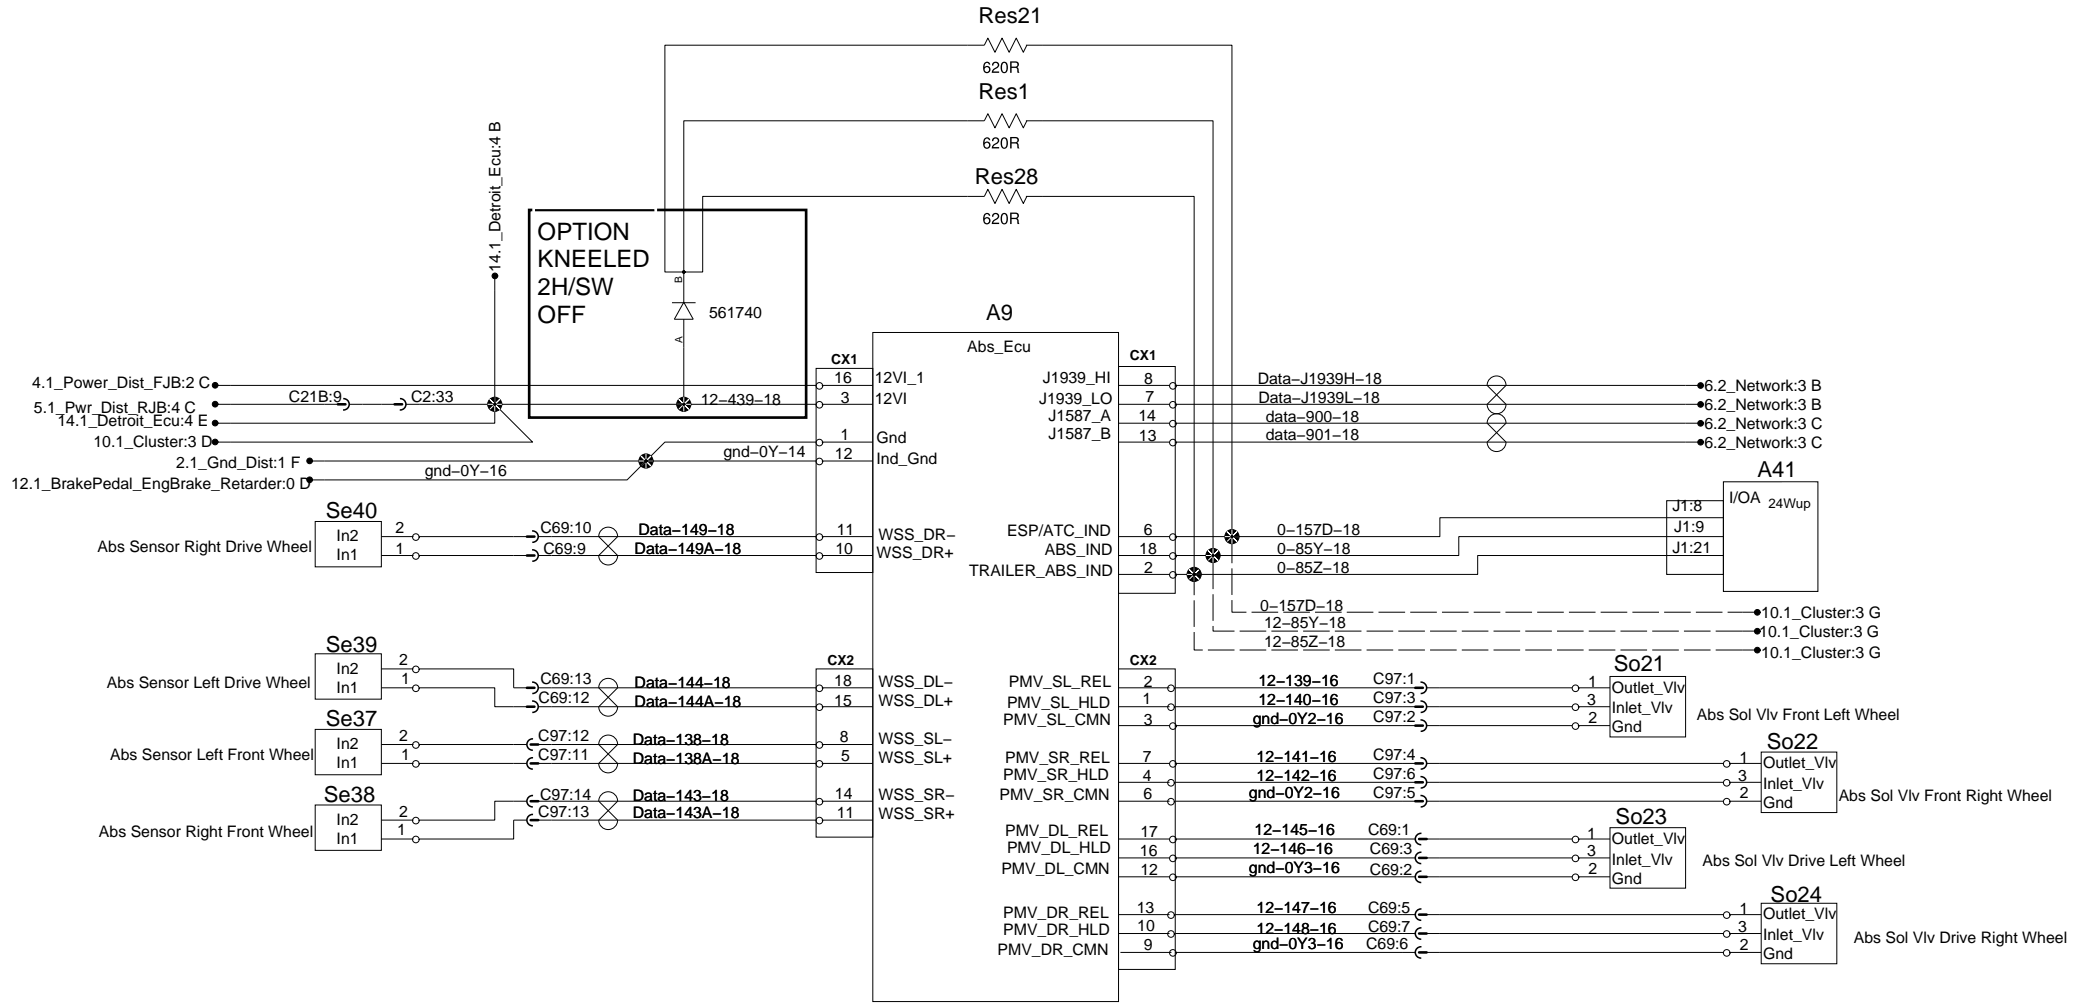 Res21
620R
Res1
620R
Res28
620R
14.1_Detroit_Ecu:4 B
OPTION
KNEELED
2H/SW
OFF
B
561740
A
A9
Abs_Ecu
4.1_Power_Dist_FJB:2 C
5.1_Pwr_Dist_RJB:4 C
14.1_Detroit_Ecu:4 E
10.1_Cluster:3 D
2.1_Gnd_Dist:1 F
12.1_BrakePedal_EngBrake_Retarder:0 D
C21B:9
C2:33
12-439-18
gnd-0Y-14
gnd-0Y-16
CX1
16 12VI_1
3 12VI
1 Gnd
12 Ind_Gnd
Se40
Abs Sensor Right Drive Wheel
In2 2 C69:10 Data-149-18 11 WSS_DR-
In1 1 C69:9 Data-149A-18 10 WSS_DR+
Se39
Abs Sensor Left Drive Wheel
CX2
In2 2 C69:13 Data-144-18 18 WSS_DL-
In1 1 C69:12 Data-144A-18 15 WSS_DL+
Se37
Abs Sensor Left Front Wheel
In2 2 C97:12 Data-138-18 8 WSS_SL-
In1 1 C97:11 Data-138A-18 5 WSS_SL+
Se38
Abs Sensor Right Front Wheel
In2 2 C97:14 Data-143-18 14 WSS_SR-
In1 1 C97:13 Data-143A-18 11 WSS_SR+
CX1
J1939_HI 8 Data-J1939H-18 6.2_Network:3 B
J1939_LO 7 Data-J1939L-18 6.2_Network:3 B
J1587_A 14 data-900-18 6.2_Network:3 C
J1587_B 13 data-901-18 6.2_Network:3 C
A41
I/OA 24Wup
J1:8
J1:9
J1:21
ESP/ATC_IND 6 0-157D-18
ABS_IND 18 0-85Y-18
TRAILER_ABS_IND 2 0-85Z-18
0-157D-18 10.1_Cluster:3 G
12-85Y-18 10.1_Cluster:3 G
12-85Z-18 10.1_Cluster:3 G
CX2
So21
PMV_SL_REL 2 12-139-16 C97:1 1 Outlet_Vlv
PMV_SL_HLD 1 12-140-16 C97:3 3 Inlet_Vlv
PMV_SL_CMN 3 gnd-0Y2-16 C97:2 2 Gnd
Abs Sol Vlv Front Left Wheel
So22
PMV_SR_REL 7 12-141-16 C97:4 1 Outlet_Vlv
PMV_SR_HLD 4 12-142-16 C97:6 3 Inlet_Vlv
PMV_SR_CMN 6 gnd-0Y2-16 C97:5 2 Gnd
Abs Sol Vlv Front Right Wheel
So23
PMV_DL_REL 17 12-145-16 C69:1 1 Outlet_Vlv
PMV_DL_HLD 16 12-146-16 C69:3 3 Inlet_Vlv
PMV_DL_CMN 12 gnd-0Y3-16 C69:2 2 Gnd
Abs Sol Vlv Drive Left Wheel
So24
PMV_DR_REL 13 12-147-16 C69:5 1 Outlet_Vlv
PMV_DR_HLD 10 12-148-16 C69:7 3 Inlet_Vlv
PMV_DR_CMN 9 gnd-0Y3-16 C69:6 2 Gnd
Abs Sol Vlv Drive Right Wheel